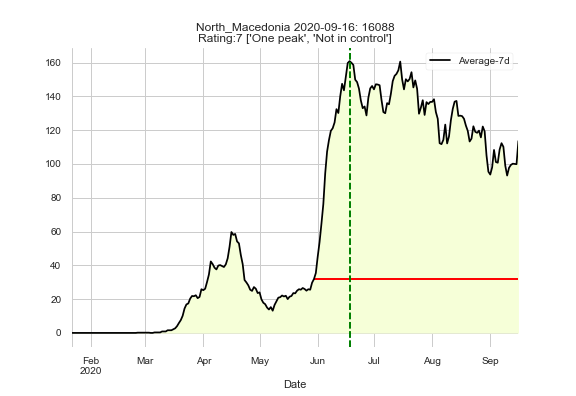 North_Macedonia 2020-09-16: 16088
Rating:7 ['One peak', 'Not in control']
Average-7d
160
140
120
100
80
60
40
20
0
Feb
2020
Mar
Apr
May
Jun
Jul
Aug
Sep
Date